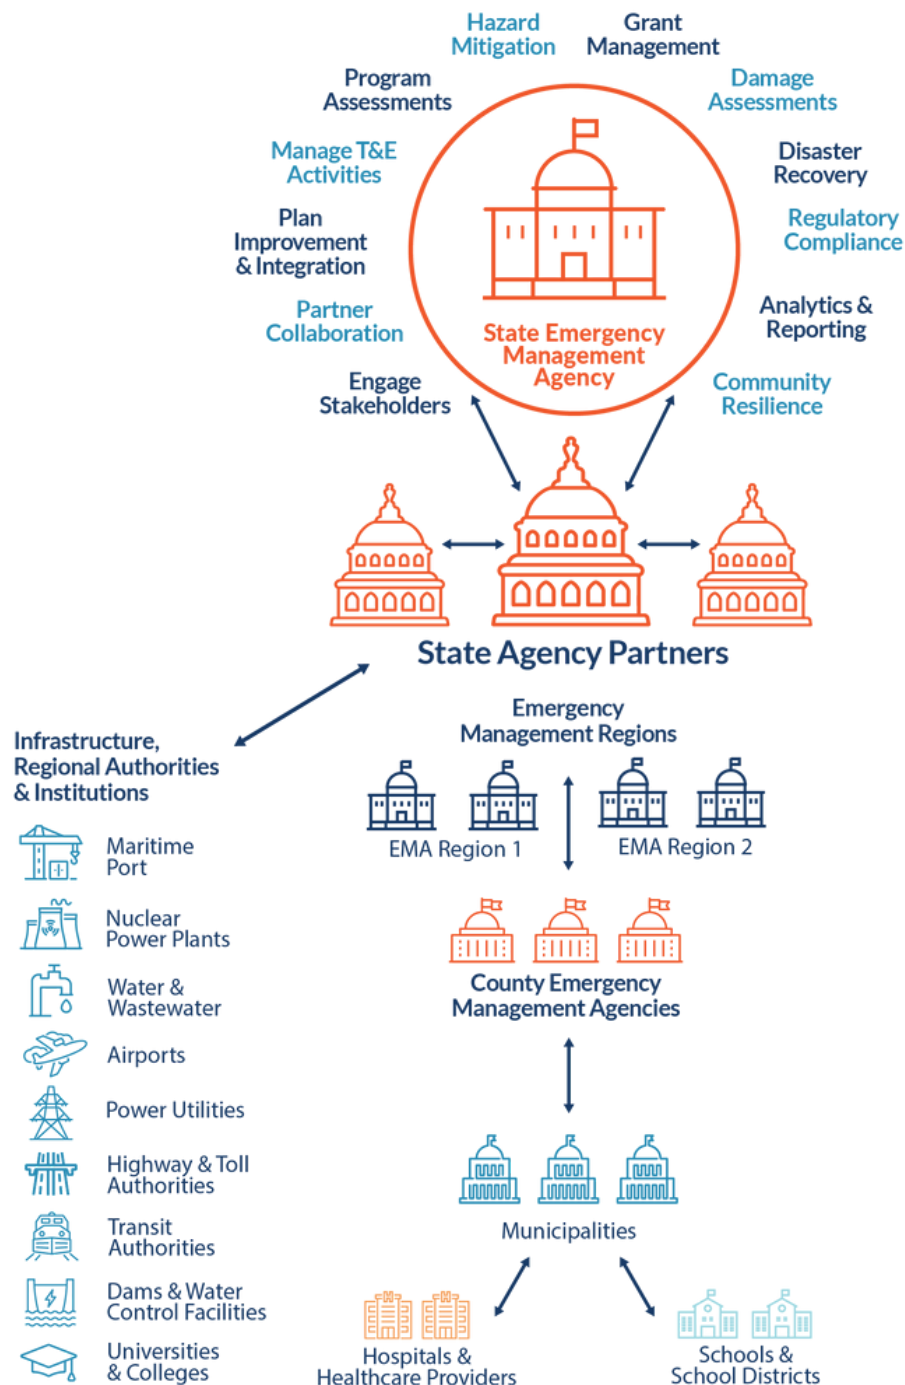 Hazard
Mitigation
Grant
Management
Program
Assessments
Damage
Assessments
Manage T&E
Activities
Disaster
Recovery
Plan
Improvement
& Integration
Regulatory
Compliance
Partner
Collaboration
Analytics &
Reporting
Engage
Stakeholders
Community
Resilience
State Emergency
Management
Agency
State Agency Partners
Infrastructure,
Regional Authorities
& Institutions
Maritime
Port
Nuclear
Power Plants
Water &
Wastewater
Airports
Power Utilities
Highway & Toll
Authorities
Transit
Authorities
Dams & Water
Control Facilities
Universities
& Colleges
Emergency
Management Regions
EMA Region 1
EMA Region 2
County Emergency
Management Agencies
Municipalities
Hospitals &
Healthcare Providers
Schools &
School Districts